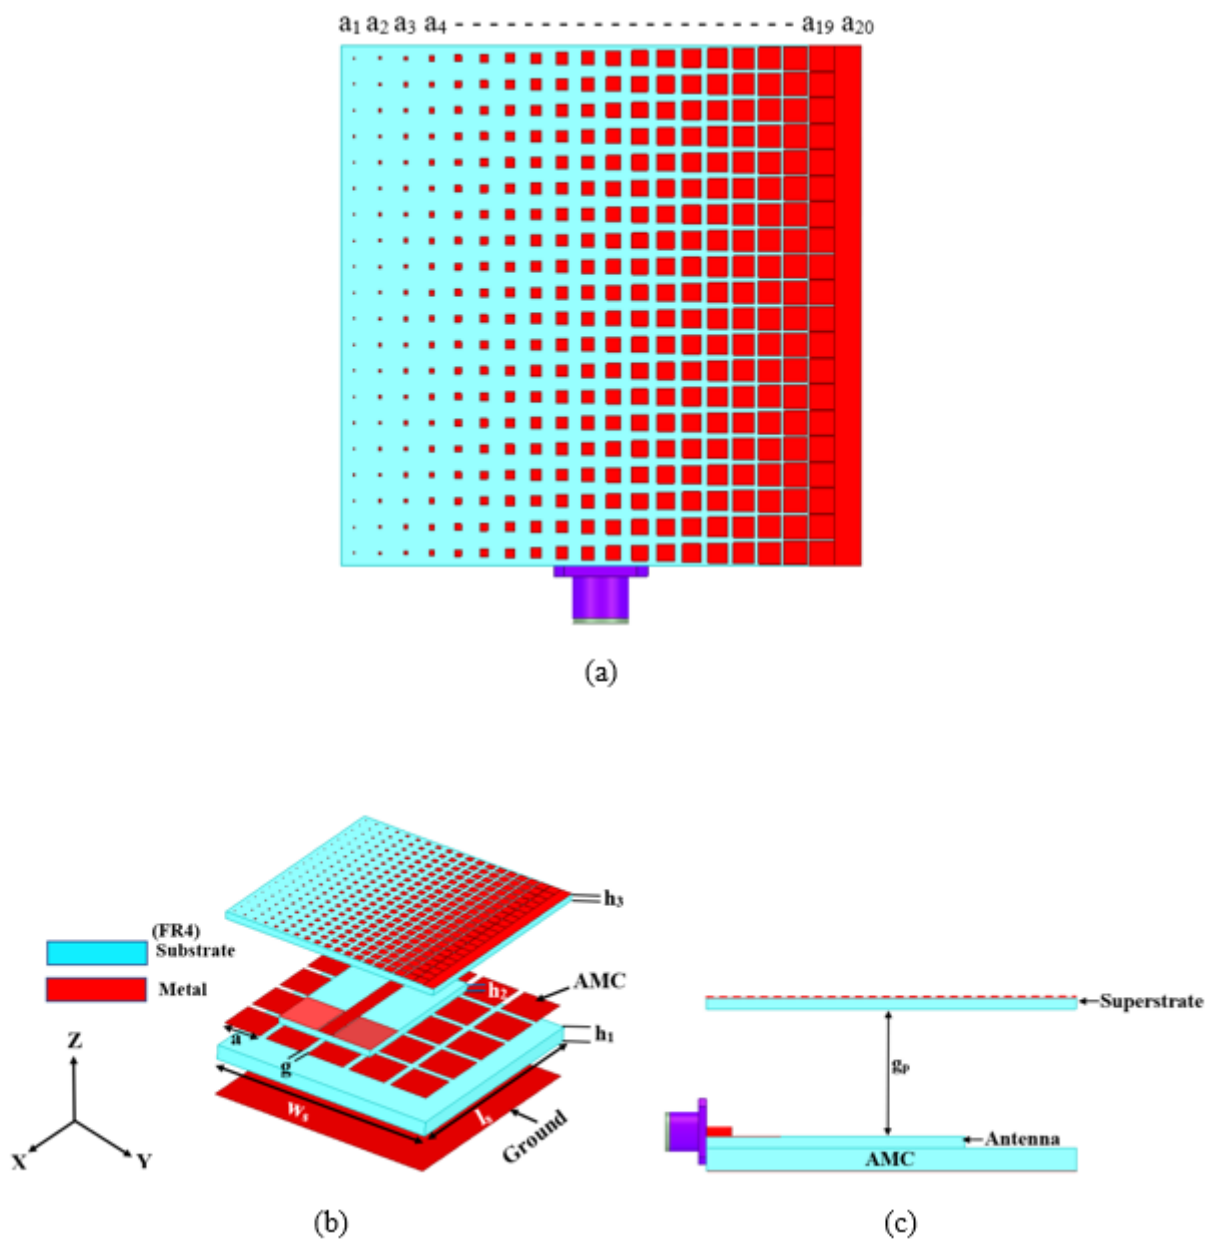 a₁ a₂ a₃ a₄ - - - - - - - - - - - - - - - - - - - a₁₉ a₂₀
(a)
h₃
(FR4)
Substrate
Metal
AMC
h₂
h₁
a
g
Wₛ
lₛ
Ground
Z
X
Y
(b)
Superstrate
gₚ
Antenna
AMC
(c)